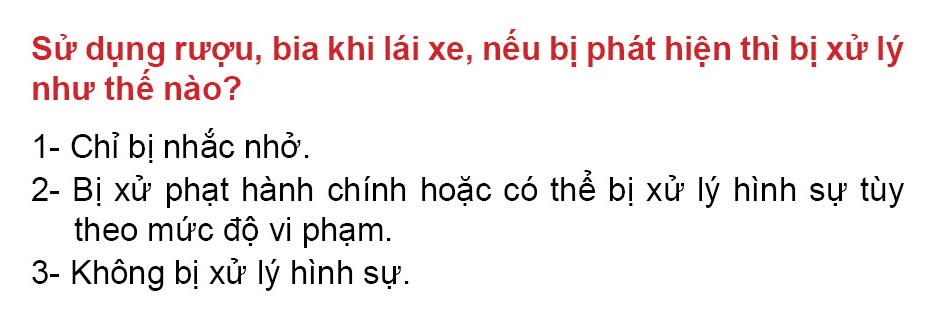 Sử dụng rượu, bia khi lái xe, nếu bị phát hiện thì bị xử lý
như thế nào?
1- Chỉ bị nhắc nhở.
2- Bị xử phạt hành chính hoặc có thể bị xử lý hình sự tùy
theo mức độ vi phạm.
3- Không bị xử lý hình sự.